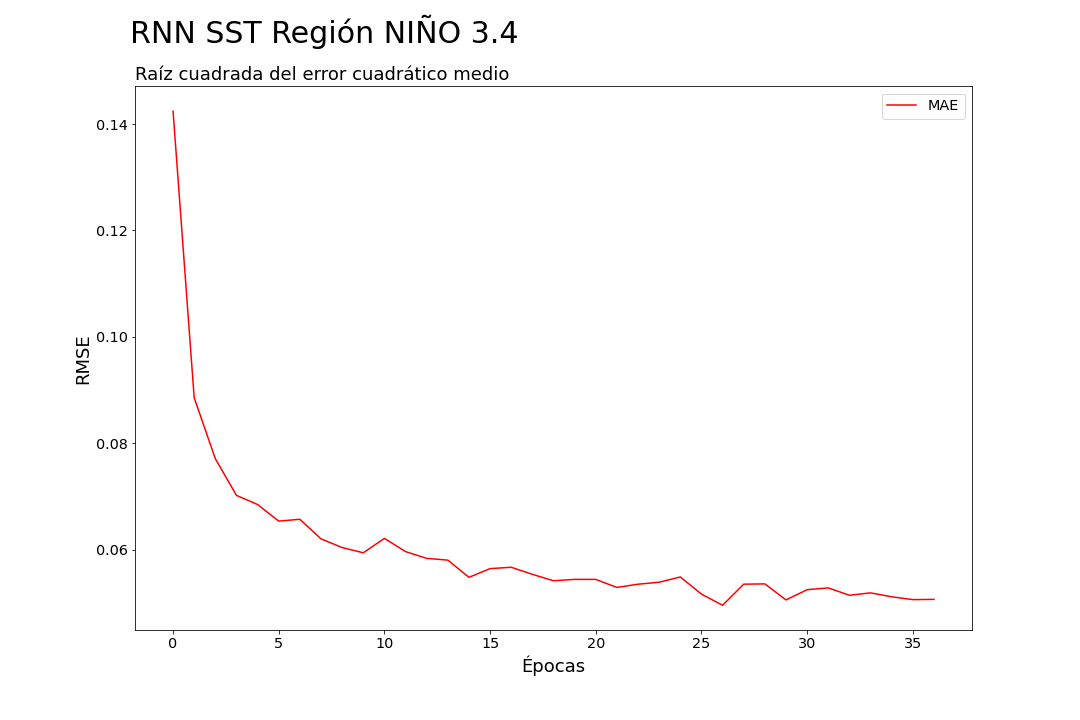 RNN SST Región NIÑO 3.4
Raíz cuadrada del error cuadrático medio
MAE
0.14
0.12
0.10
0.08
0.06
RMSE
0 5 10 15 20 25 30 35
Épocas